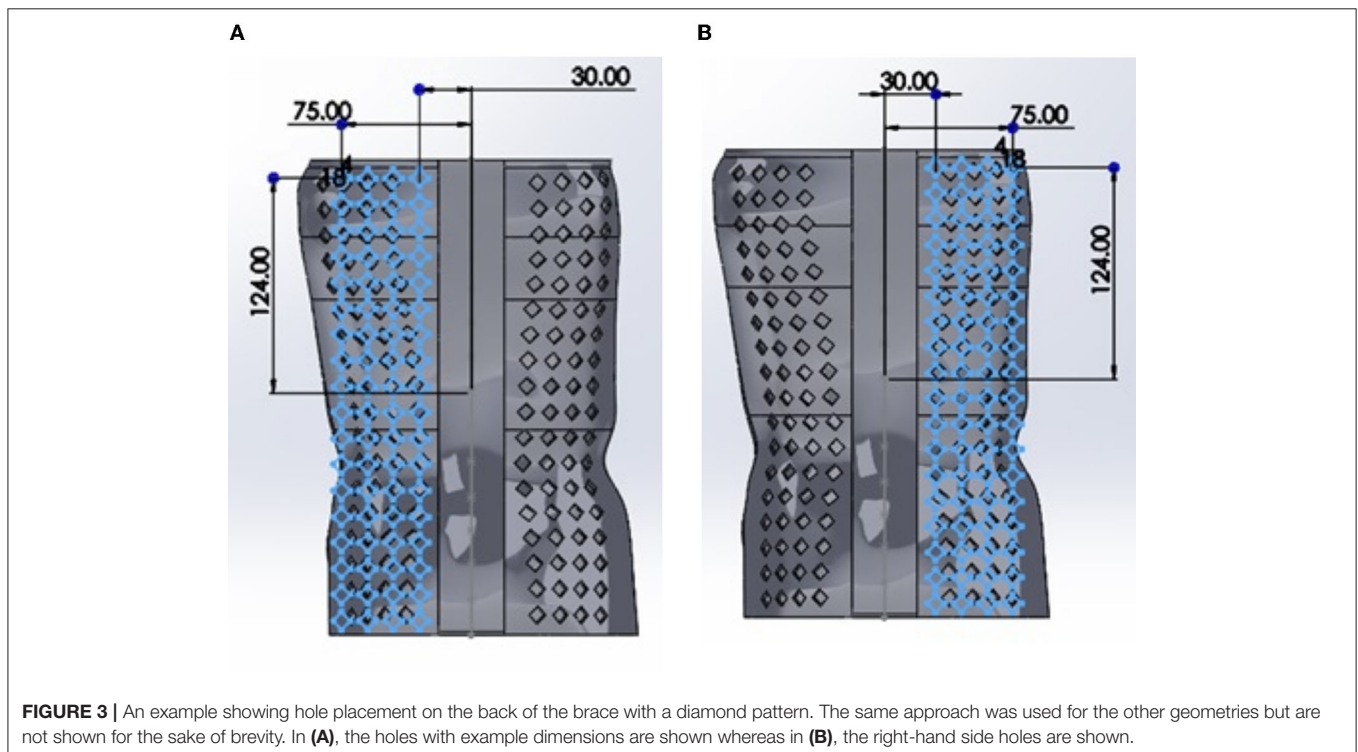 A
B
30.00
75.00
4
18
124.00
30.00
75.00
4
18
124.00
FIGURE 3 | An example showing hole placement on the back of the brace with a diamond pattern. The same approach was used for the other geometries but are
not shown for the sake of brevity. In (A), the holes with example dimensions are shown whereas in (B), the right-hand side holes are shown.